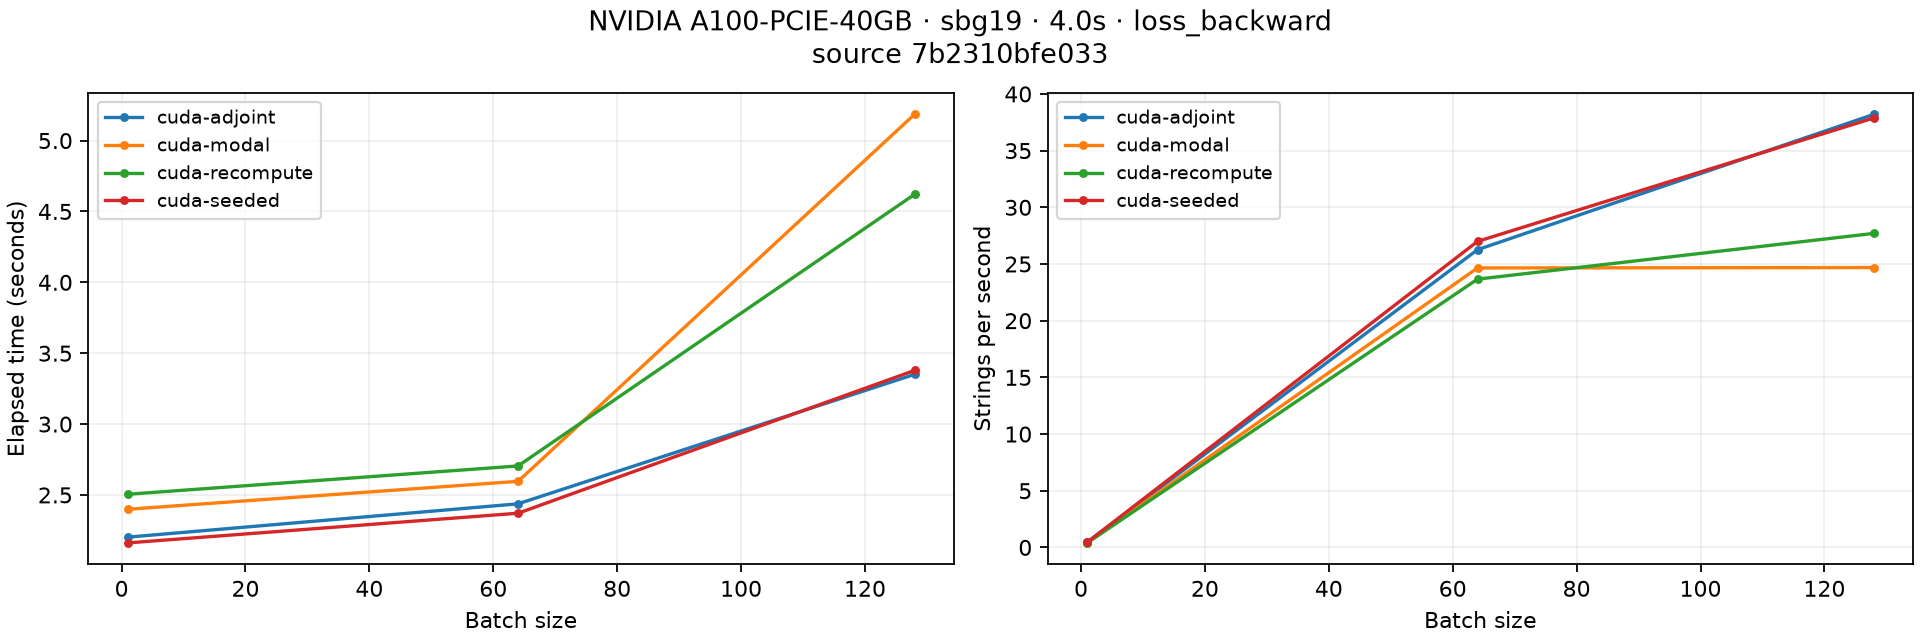 NVIDIA A100-PCIE-40GB · sbg19 · 4.0s · loss_backward
source 7b2310bfe033
cuda-adjoint
cuda-modal
cuda-recompute
cuda-seeded
5.0
4.5
4.0
3.5
3.0
2.5
Elapsed time (seconds)
0 20 40 60 80 100 120
Batch size
cuda-adjoint
cuda-modal
cuda-recompute
cuda-seeded
40
35
30
25
20
15
10
5
0
Strings per second
0 20 40 60 80 100 120
Batch size